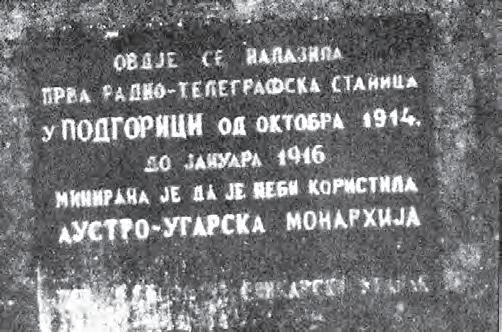 ОВДЈЕ СЕ НАЛАЗИЛА
ПРВА РАДИО-ТЕЛЕГРАФСКА СТАНИЦА
У ПОДГОРИЦИ ОД ОКТОБРА 1914.
ДО ЈАНУАРА 1916
МИНИРАНА ЈЕ ДА ЈЕ НЕБИ КОРИСТИЛА
АУСТРО-УГАРСКА МОНАРХИЈА